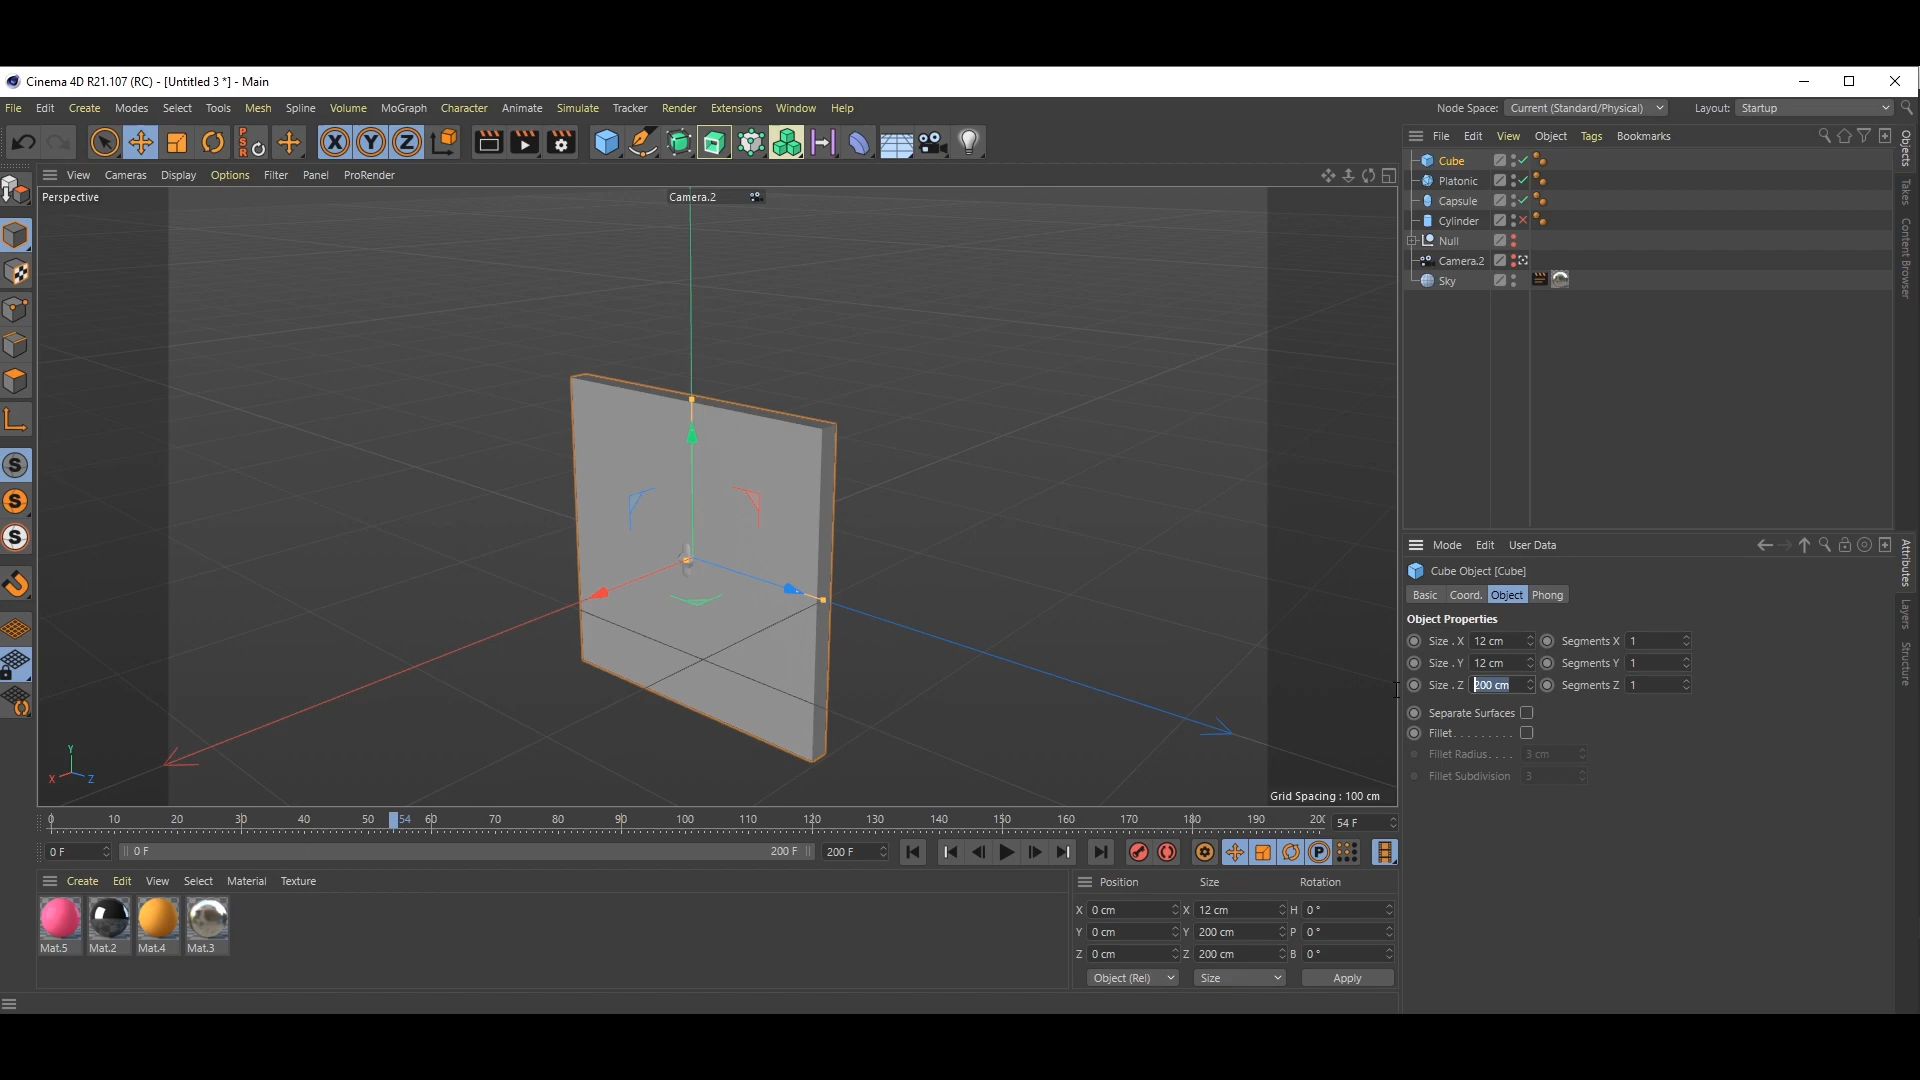 Cinema 4D R21.107 (RC) - [Untitled 3 *] - Main
File Edit Create Modes Select Tools Mesh Spline Volume MoGraph Character Animate Simulate Tracker Render Extensions Window Help
Node Space: Current (Standard/Physical) Layout: Startup
PSR X Y Z
View Cameras Display Options Filter Panel ProRender
Perspective
Camera.2
S
S
S
Y
X Z
Grid Spacing : 100 cm
File Edit View Object Tags Bookmarks
Cube
Platonic
Capsule
Cylinder
Null
Camera.2
Sky
Objects
Takes
Content Browser
Mode Edit User Data
Cube Object [Cube]
Basic Coord. Object Phong
Object Properties
Size . X 12 cm Segments X 1
Size . Y 12 cm Segments Y 1
Size . Z 200 cm Segments Z 1
Separate Surfaces
Fillet . . . . . . . . .
Fillet Radius . . . . 3 cm
Fillet Subdivision 3
Attributes
Layers
Structure
0 10 20 30 40 54 60 70 80 90 100 110 120 130 140 150 160 170 180 190 200 54 F
0 F 0 F 200 F 200 F
P
Create Edit View Select Material Texture
Mat.5 Mat.2 Mat.4 Mat.3
Position Size Rotation
X 0 cm X 12 cm H 0 °
Y 0 cm Y 200 cm P 0 °
Z 0 cm Z 200 cm B 0 °
Object (Rel) Size Apply